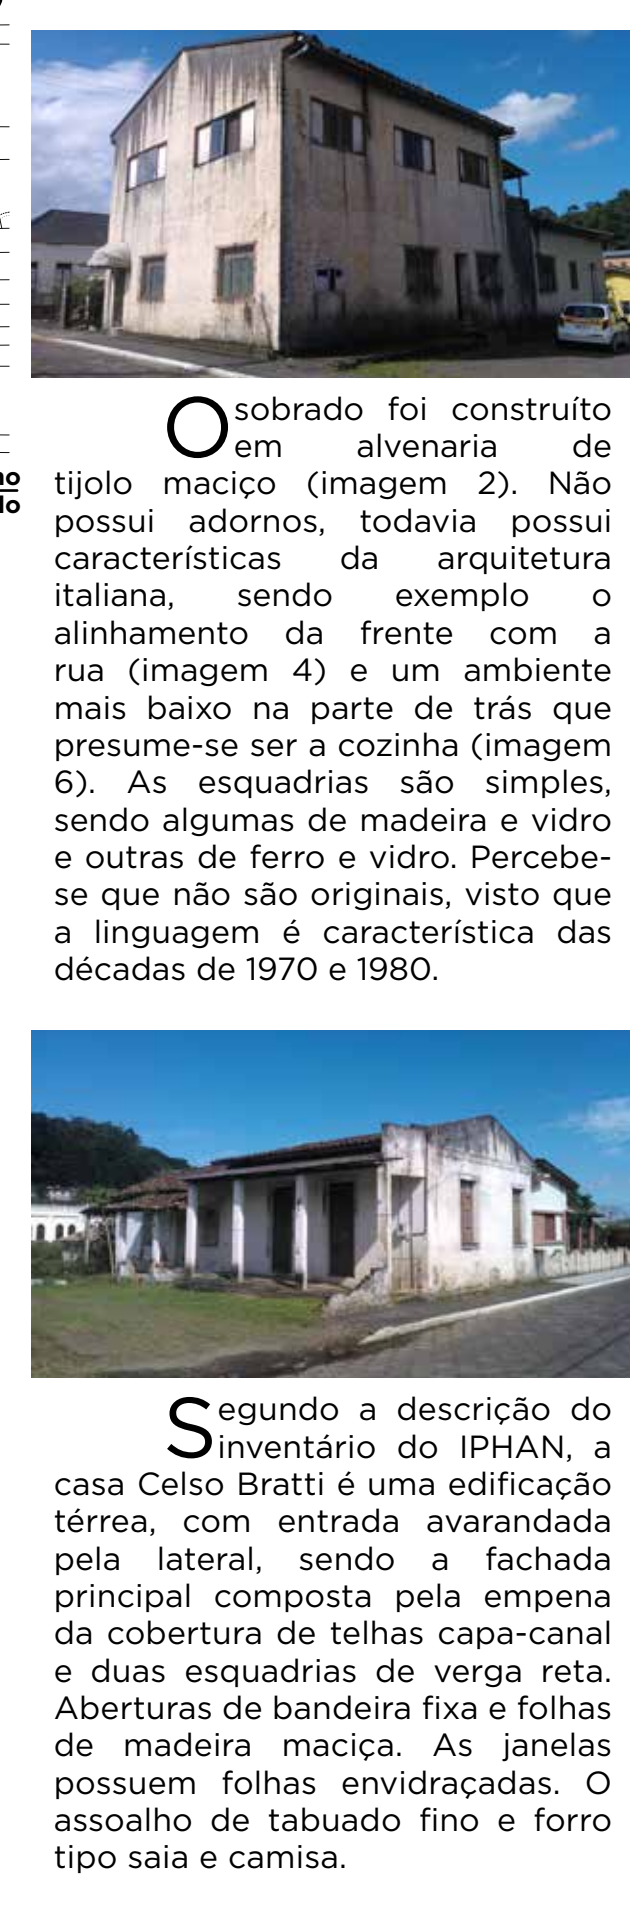 no
lo
O sobrado foi construíto
em alvenaria de
tijolo maciço (imagem 2). Não
possui adornos, todavia possui
características da arquitetura
italiana, sendo exemplo o
alinhamento da frente com a
rua (imagem 4) e um ambiente
mais baixo na parte de trás que
presume-se ser a cozinha (imagem
6). As esquadrias são simples,
sendo algumas de madeira e vidro
e outras de ferro e vidro. Percebe-
se que não são originais, visto que
a linguagem é característica das
décadas de 1970 e 1980.
Segundo a descrição do
inventário do IPHAN, a
casa Celso Bratti é uma edificação
térrea, com entrada avarandada
pela lateral, sendo a fachada
principal composta pela empena
da cobertura de telhas capa-canal
e duas esquadrias de verga reta.
Aberturas de bandeira fixa e folhas
de madeira maciça. As janelas
possuem folhas envidraçadas. O
assoalho de tabuado fino e forro
tipo saia e camisa.